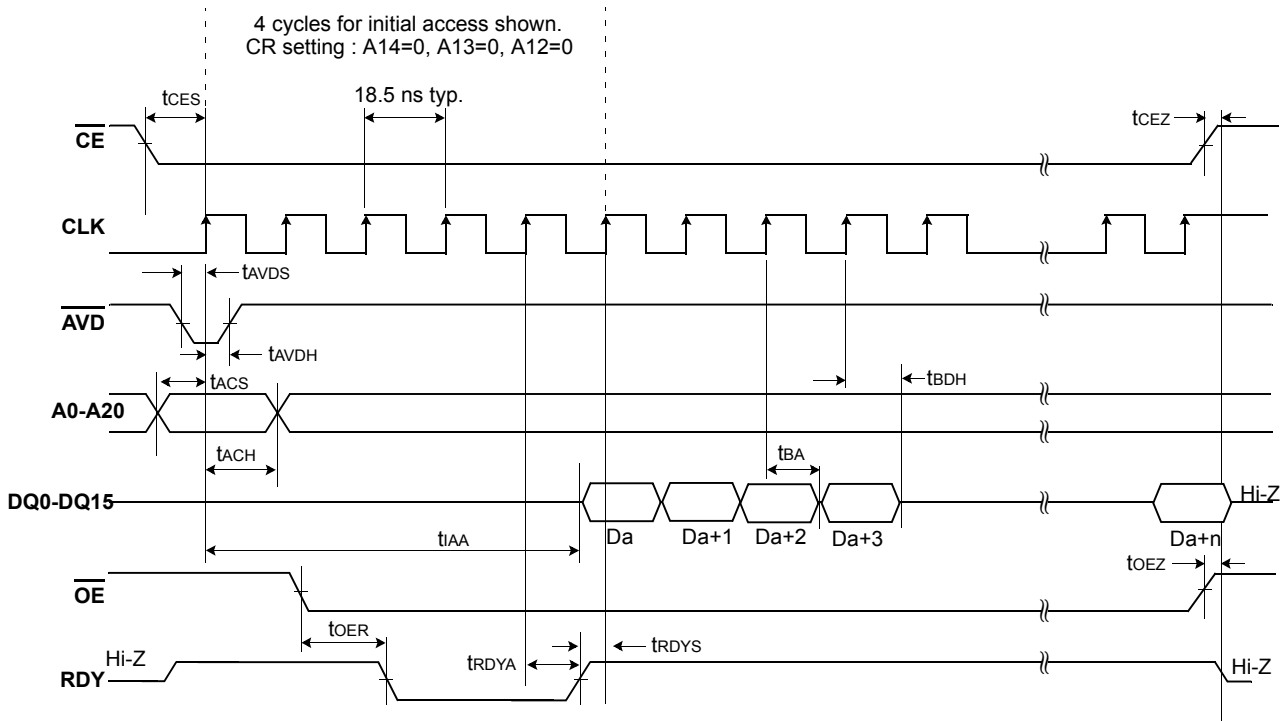 4 cycles for initial access shown.
CR setting : A14=0, A13=0, A12=0
tCES
18.5 ns typ.
tCEZ
CE
CLK
tAVDS
AVD
tAVDH
tACS
tBDH
A0-A20
tACH
tBA
DQ0-DQ15
Hi-Z
Da
Da+1
Da+2
Da+3
Da+n
tIAA
tOEZ
OE
tOER
tRDYS
tRDYA
Hi-Z
RDY
Hi-Z